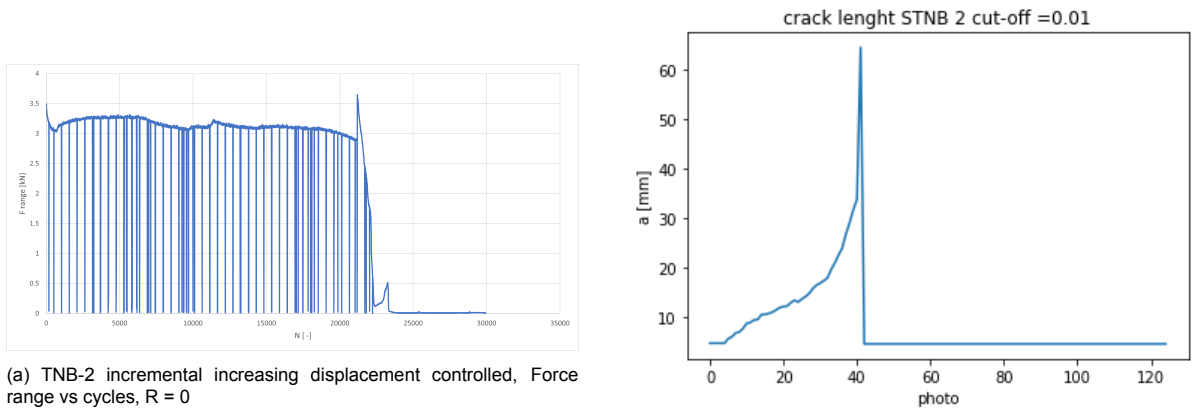 4
3.5
3
2.5
2
1.5
1
0.5
0
F range [kN]
0 5000 10000 15000 20000 25000 30000 35000
N [ -]
(a) TNB-2 incremental increasing displacement controlled, Force
range vs cycles, R = 0
crack lenght STNB 2 cut-off =0.01
60
50
40
30
20
10
a [mm]
0 20 40 60 80 100 120
photo